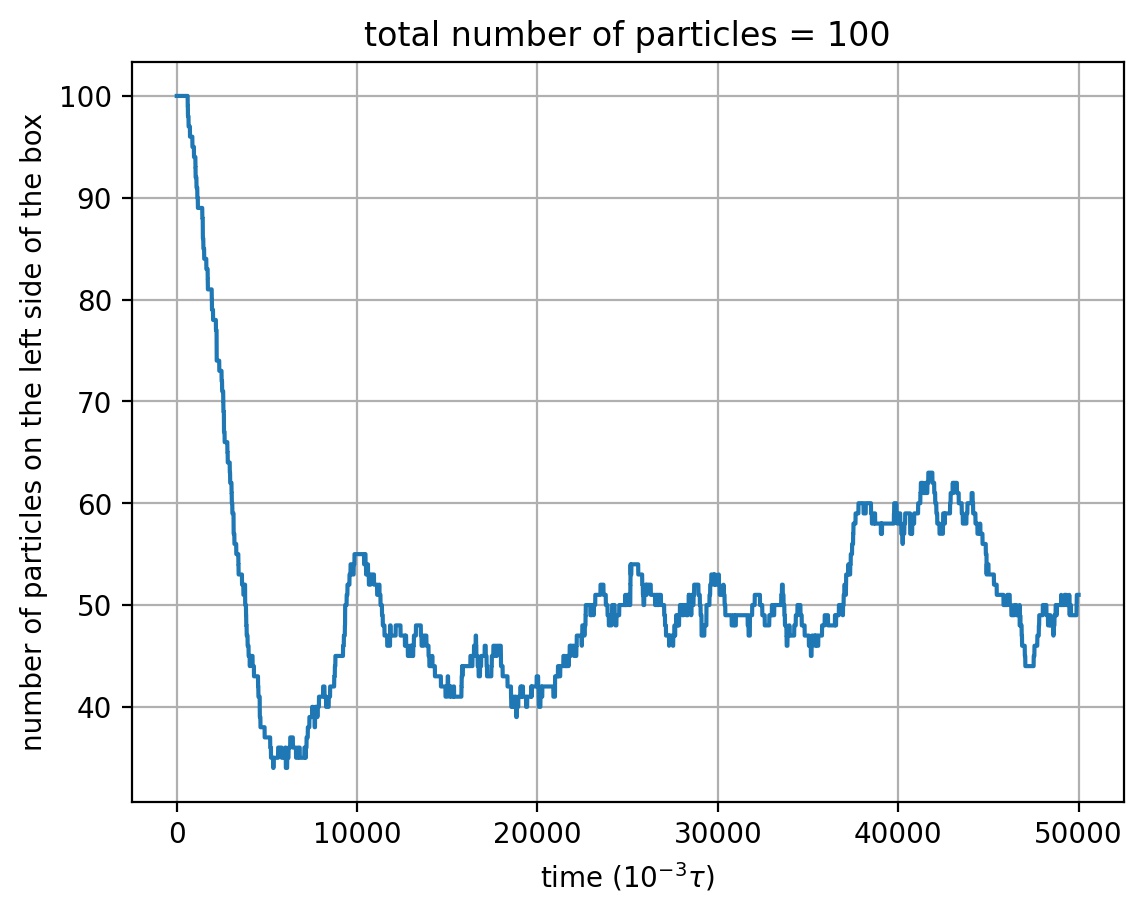 total number of particles = 100
number of particles on the left side of the box
100
90
80
70
60
50
40
0 10000 20000 30000 40000 50000
time (10⁻³τ)